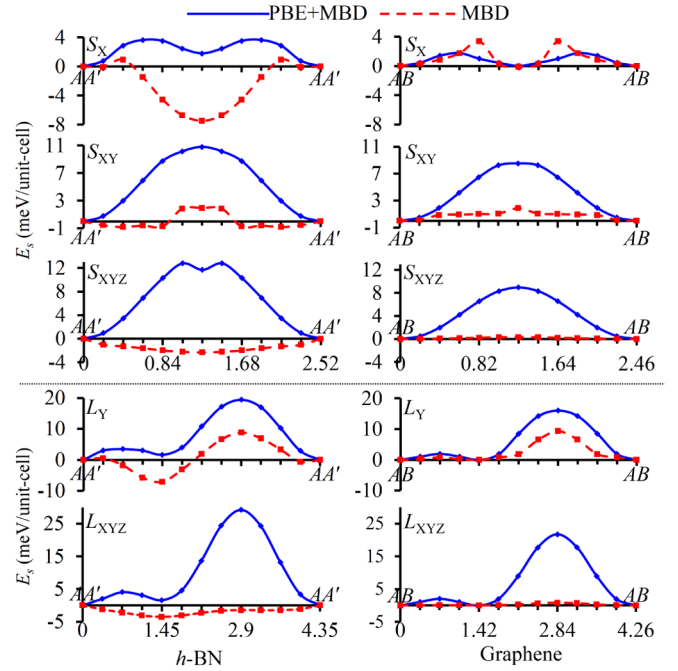 PBE+MBD MBD
E_s (meV/unit-cell)
4
0
-4
-8
S_X
AA′ AA′
4
0
-4
-8
S_X
AB AB
11
7
3
-1
S_XY
AA′ AA′
11
7
3
-1
S_XY
AB AB
12
8
4
0
-4
S_XYZ
AA′ AA′
0 0.84 1.68 2.52
12
8
4
0
-4
S_XYZ
AB AB
0 0.82 1.64 2.46
E_s (meV/unit-cell)
20
10
0
-10
L_Y
AA′ AA′
20
10
0
-10
L_Y
AB AB
25
15
5
-5
L_XYZ
AA′ AA′
0 1.45 2.9 4.35
h-BN
25
15
5
-5
L_XYZ
AB AB
0 1.42 2.84 4.26
Graphene